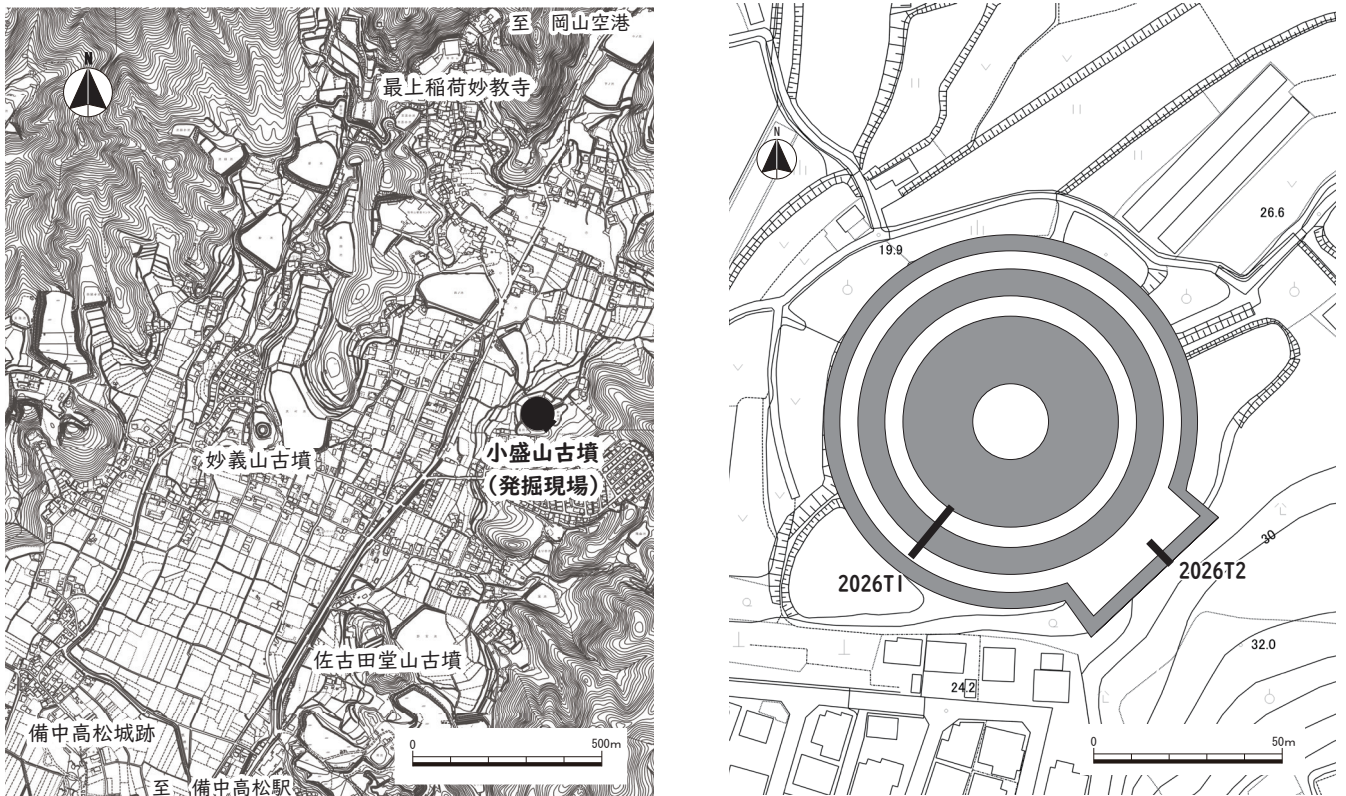 至 岡山空港
N
最上稲荷妙教寺
妙義山古墳
小盛山古墳
(発掘現場)
佐古田堂山古墳
備中高松城跡
至 備中高松駅
0 500m
N
19.9
26.6
2026T1
2026T2
30
32.0
24.2
0 50m